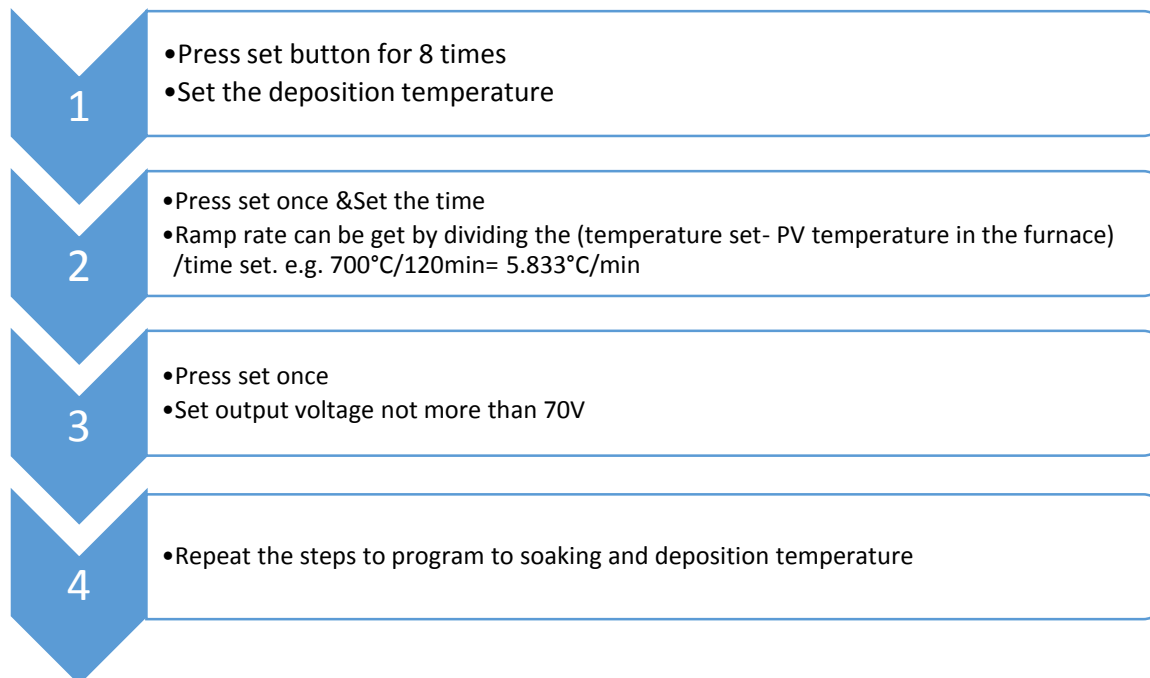 1
•Press set button for 8 times
•Set the deposition temperature
2
•Press set once &Set the time
•Ramp rate can be get by dividing the (temperature set- PV temperature in the furnace)
/time set. e.g. 700°C/120min= 5.833°C/min
3
•Press set once
•Set output voltage not more than 70V
4
•Repeat the steps to program to soaking and deposition temperature